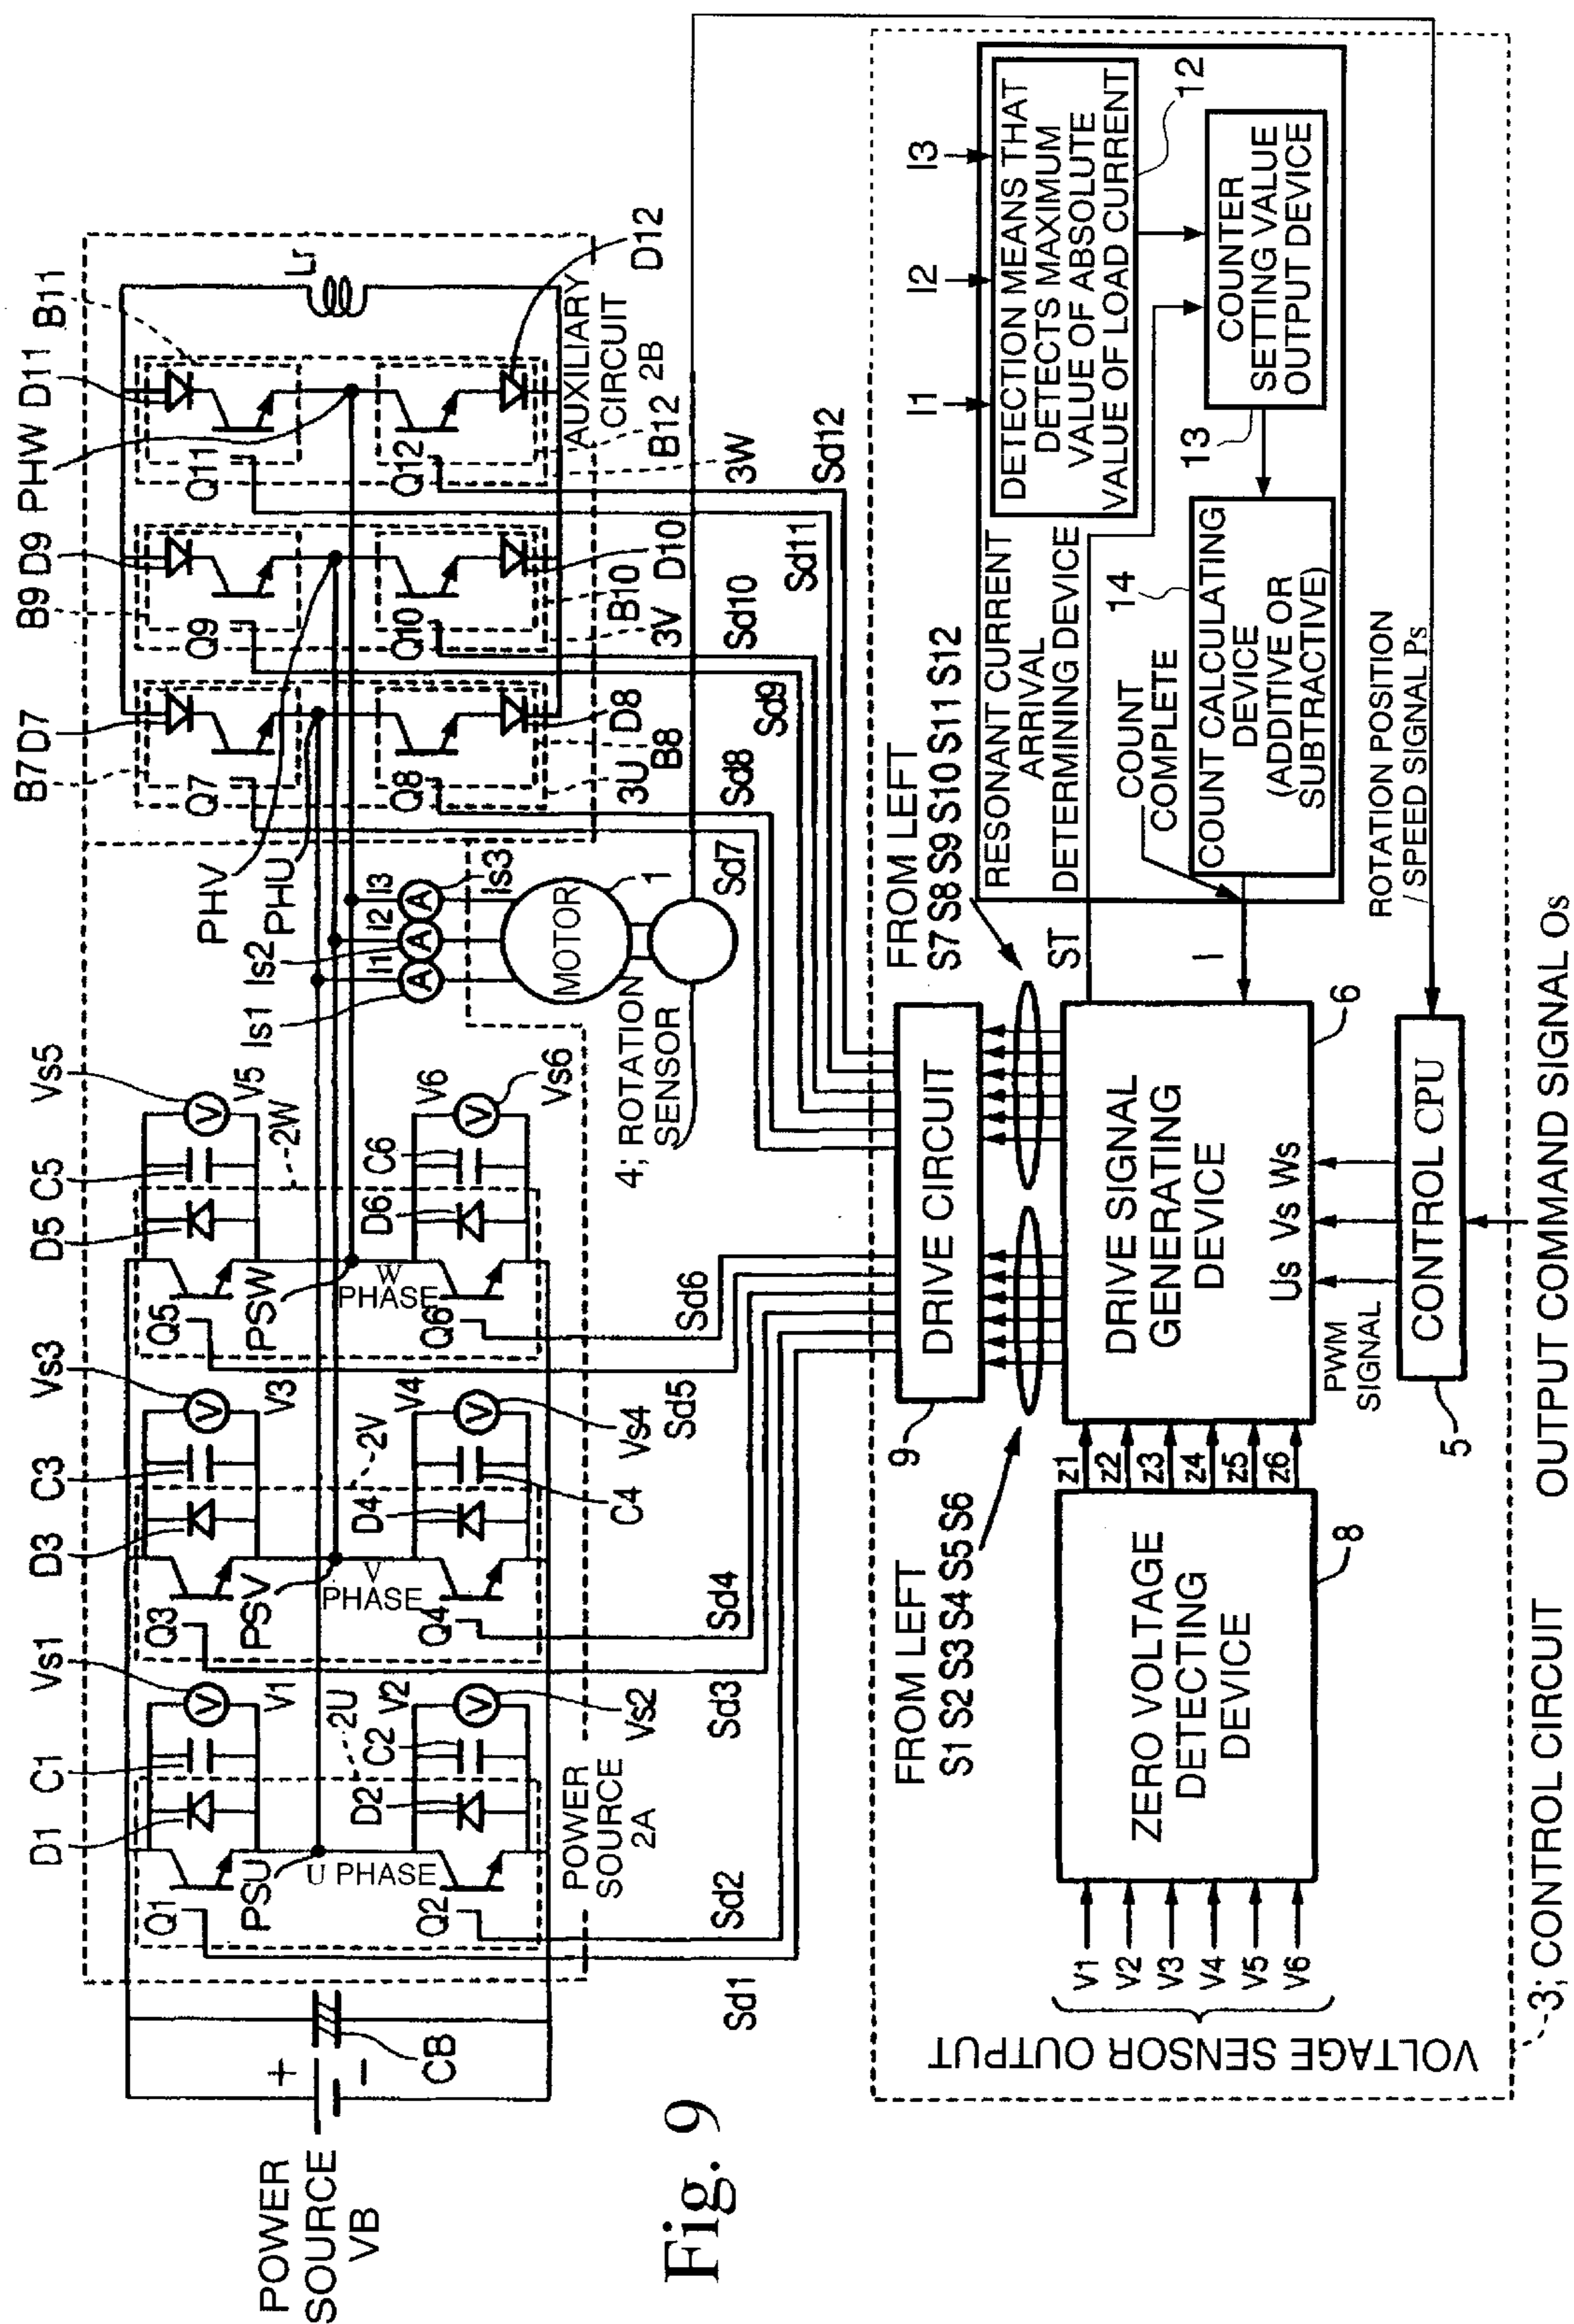 Vs1
Vs3
Vs5
D1
C1
D3
C3
D5
C5
B7
D7
B9
D9
PHW
D11
B11
V1
V3
V5
Q1
Q3
Q5
Q7
Q9
Q11
2U
2V
2W
PHV
PHU
Lr
PSU
PSV
PSW
U PHASE
V
PHASE
W
PHASE
Is1
Is2
I1
I2
I3
Is3
A
A
A
V
V
V
V
V
V
D2
C2
V2
D4
V4
D6
C6
V6
Q2
Q4
Q6
Q8
Q10
Q12
Vs2
C4
Vs4
Vs6
MOTOR
1
4; ROTATION
SENSOR
3U
B8
D8
3V
B10
D10
3W
B12
AUXILIARY
CIRCUIT
2B
D12
POWER
SOURCE
2A
+
−
CB
POWER
SOURCE
VB
Sd1
Sd2
Sd3
Sd4
Sd5
Sd6
Sd7
Sd8
Sd9
Sd10
Sd11
Sd12
Fig. 9
FROM LEFT
S1 S2 S3 S4 S5 S6
9
DRIVE CIRCUIT
FROM LEFT
S7 S8 S9 S10 S11 S12
VOLTAGE SENSOR OUTPUT
V1
V2
V3
V4
V5
V6
ZERO VOLTAGE
DETECTING
DEVICE
8
z1
z2
z3
z4
z5
z6
DRIVE SIGNAL
GENERATING
DEVICE
Us Vs Ws
6
ST
I
PWM
SIGNAL
CONTROL CPU
5
RESONANT CURRENT
ARRIVAL
DETERMINING DEVICE
I1
I2
I3
DETECTION MEANS THAT
DETECTS MAXIMUM
VALUE OF ABSOLUTE
VALUE OF LOAD CURRENT
12
COUNT
COMPLETE
14
COUNT CALCULATING
DEVICE
(ADDITIVE OR
SUBTRACTIVE)
13
COUNTER
SETTING VALUE
OUTPUT DEVICE
ROTATION POSITION
/ SPEED SIGNAL Ps
3; CONTROL CIRCUIT
OUTPUT COMMAND SIGNAL Os